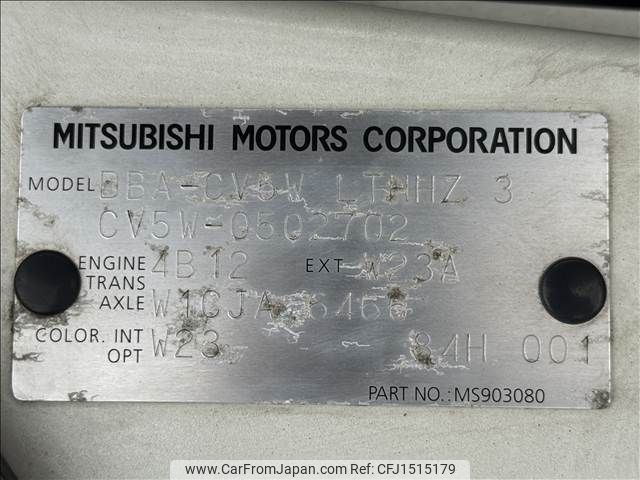 MITSUBISHI MOTORS CORPORATION
MODEL DBA-CV5W LTHHZ 3
CV5W-0502702
ENGINE 4B12 EXT W23A
TRANS
AXLE W1CJA 6466
COLOR. INT W23 84H 001
OPT
PART NO.:MS903080
www.CarFromJapan.com - CFJ1515179